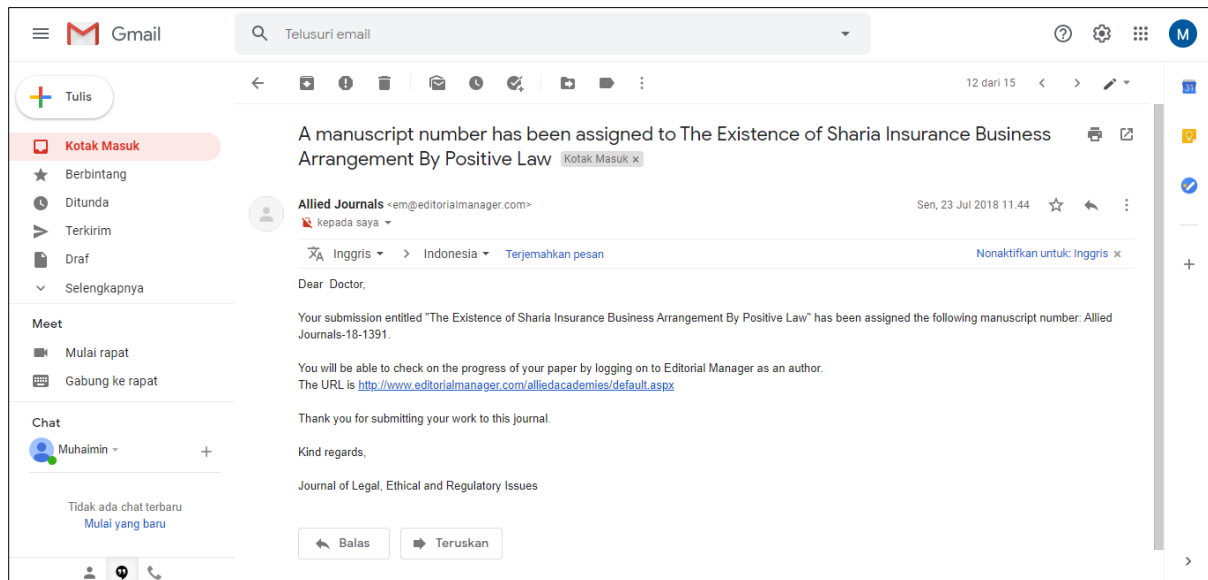 Gmail
Telusuri email
M
Tulis
12 dari 15
31
Kotak Masuk
Berbintang
Ditunda
Terkirim
Draf
Selengkapnya
Meet
Mulai rapat
Gabung ke rapat
Chat
Muhaimin
Tidak ada chat terbaru
Mulai yang baru
A manuscript number has been assigned to The Existence of Sharia Insurance Business
Arrangement By Positive Law Kotak Masuk x
Allied Journals <em@editorialmanager.com>
Sen, 23 Jul 2018 11.44
kepada saya
Inggris > Indonesia Terjemahkan pesan
Nonaktifkan untuk: Inggris x
Dear Doctor,
Your submission entitled "The Existence of Sharia Insurance Business Arrangement By Positive Law" has been assigned the following manuscript number: Allied
Journals-18-1391.
You will be able to check on the progress of your paper by logging on to Editorial Manager as an author.
The URL is http://www.editorialmanager.com/alliedacademies/default.aspx
Thank you for submitting your work to this journal.
Kind regards,
Journal of Legal, Ethical and Regulatory Issues
Balas
Teruskan